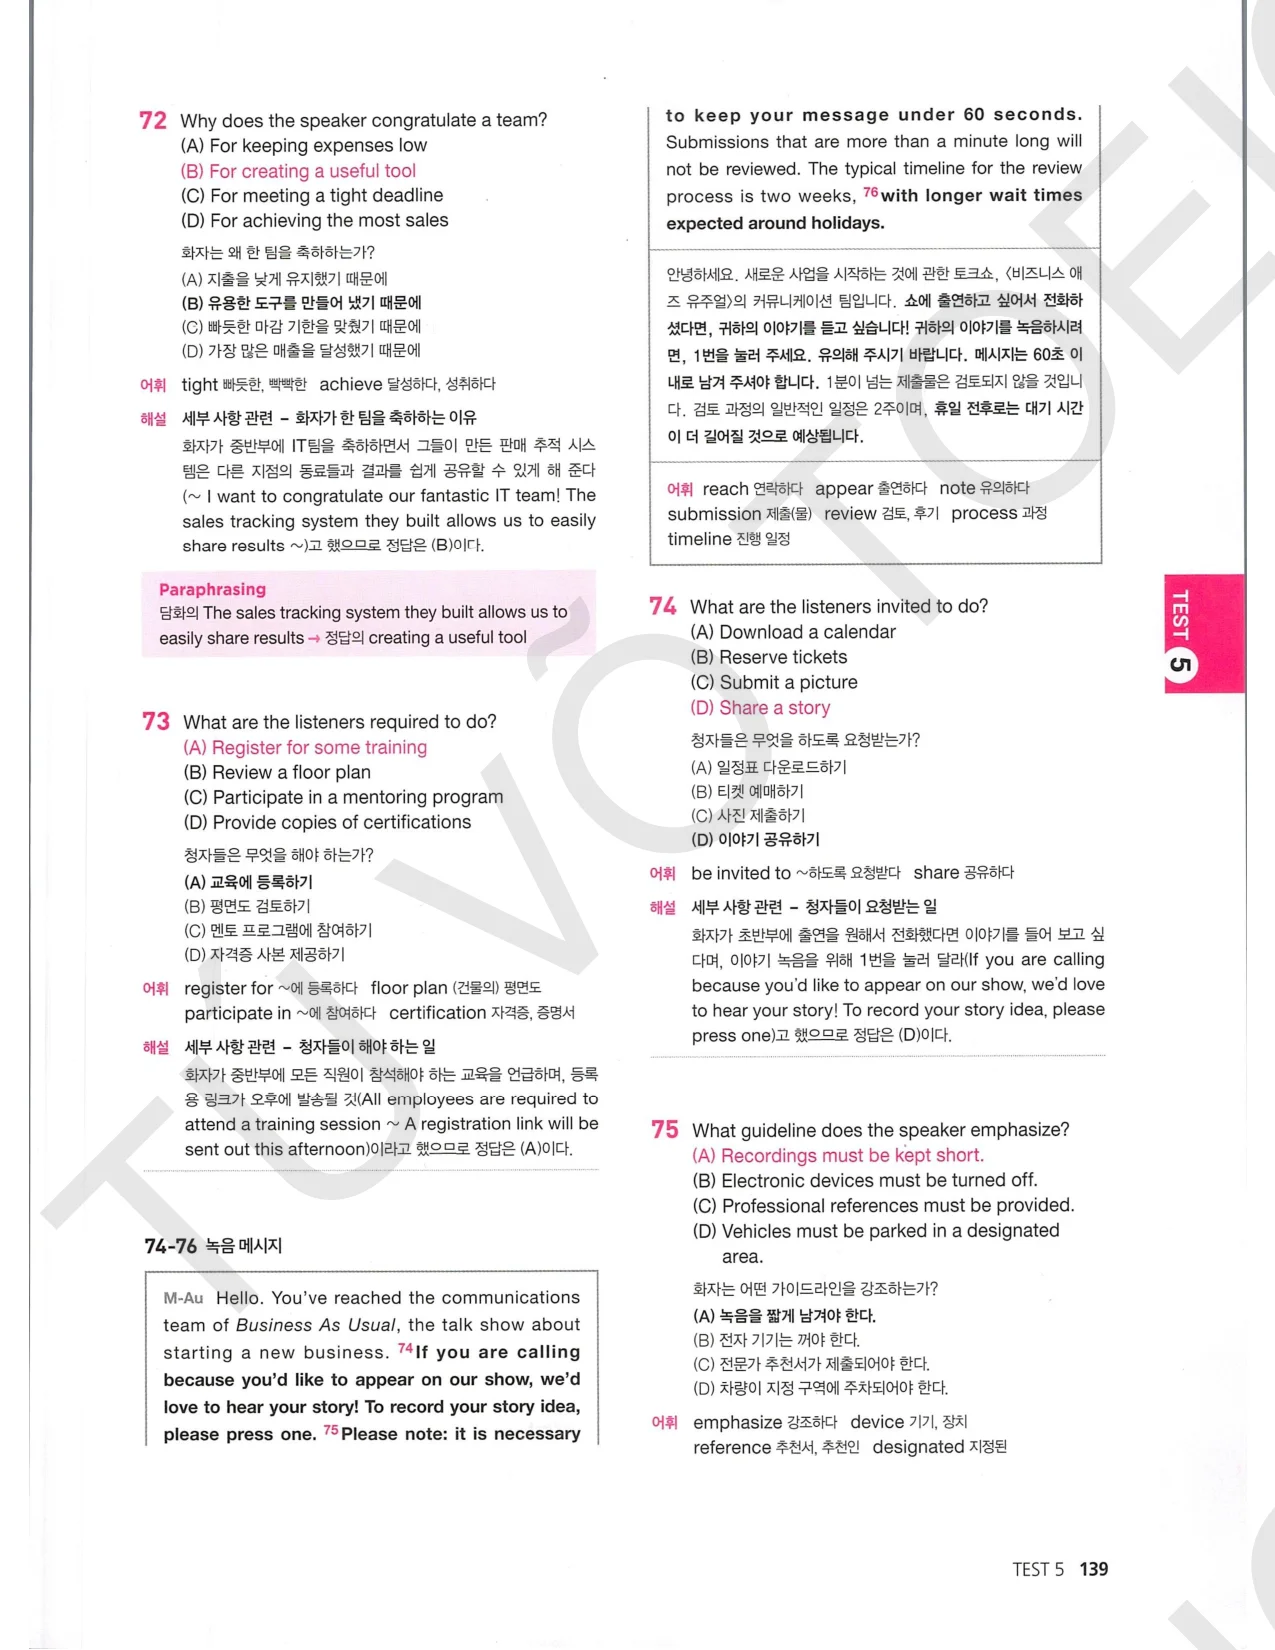 72 Why does the speaker congratulate a team?
(A) For keeping expenses low
(B) For creating a useful tool
(C) For meeting a tight deadline
(D) For achieving the most sales
화자는 왜 한 팀을 축하하는가?
(A) 지출을 낮게 유지했기 때문에
(B) 유용한 도구를 만들어 냈기 때문에
(C) 빠듯한 마감 기한을 맞췄기 때문에
(D) 가장 많은 매출을 달성했기 때문에
어휘 tight 빠듯한, 빡빡한 achieve 달성하다, 성취하다
해설 세부 사항 관련 – 화자가 한 팀을 축하하는 이유
화자가 중반부에 IT팀을 축하하면서 그들이 만든 판매 추적 시스
템은 다른 지점의 동료들과 결과를 쉽게 공유할 수 있게 해 준다
(~ I want to congratulate our fantastic IT team! The
sales tracking system they built allows us to easily
share results ~)고 했으므로 정답은 (B)이다.
Paraphrasing
담화의 The sales tracking system they built allows us to
easily share results → 정답의 creating a useful tool
73 What are the listeners required to do?
(A) Register for some training
(B) Review a floor plan
(C) Participate in a mentoring program
(D) Provide copies of certifications
청자들은 무엇을 해야 하는가?
(A) 교육에 등록하기
(B) 평면도 검토하기
(C) 멘토 프로그램에 참여하기
(D) 자격증 사본 제공하기
어휘 register for ~에 등록하다 floor plan (건물의) 평면도
participate in ~에 참여하다 certification 자격증, 증명서
해설 세부 사항 관련 – 청자들이 해야 하는 일
화자가 중반부에 모든 직원이 참석해야 하는 교육을 언급하며, 등록
용 링크가 오후에 발송될 것(All employees are required to
attend a training session ~ A registration link will be
sent out this afternoon)이라고 했으므로 정답은 (A)이다.
74-76 녹음 메시지
M-Au Hello. You've reached the communications
team of Business As Usual, the talk show about
starting a new business. 74If you are calling
because you'd like to appear on our show, we'd
love to hear your story! To record your story idea,
please press one. 75Please note: it is necessary
to keep your message under 60 seconds.
Submissions that are more than a minute long will
not be reviewed. The typical timeline for the review
process is two weeks, 76with longer wait times
expected around holidays.
안녕하세요. 새로운 사업을 시작하는 것에 관한 토크쇼, 〈비즈니스 애
즈 유주얼〉의 커뮤니케이션 팀입니다. 쇼에 출연하고 싶어서 전화하
셨다면, 귀하의 이야기를 듣고 싶습니다! 귀하의 이야기를 녹음하시려
면, 1번을 눌러 주세요. 유의해 주시기 바랍니다. 메시지는 60초 이
내로 남겨 주셔야 합니다. 1분이 넘는 제출물은 검토되지 않을 것입니
다. 검토 과정의 일반적인 일정은 2주이며, 휴일 전후로는 대기 시간
이 더 길어질 것으로 예상됩니다.
어휘 reach 연락하다 appear 출연하다 note 유의하다
submission 제출(물) review 검토, 후기 process 과정
timeline 진행 일정
74 What are the listeners invited to do?
(A) Download a calendar
(B) Reserve tickets
(C) Submit a picture
(D) Share a story
청자들은 무엇을 하도록 요청받는가?
(A) 일정표 다운로드하기
(B) 티켓 예매하기
(C) 사진 제출하기
(D) 이야기 공유하기
어휘 be invited to ~하도록 요청받다 share 공유하다
해설 세부 사항 관련 – 청자들이 요청받는 일
화자가 초반부에 출연을 원해서 전화했다면 이야기를 들어 보고 싶
다며, 이야기 녹음을 위해 1번을 눌러 달라(If you are calling
because you'd like to appear on our show, we'd love
to hear your story! To record your story idea, please
press one)고 했으므로 정답은 (D)이다.
75 What guideline does the speaker emphasize?
(A) Recordings must be kept short.
(B) Electronic devices must be turned off.
(C) Professional references must be provided.
(D) Vehicles must be parked in a designated
area.
화자는 어떤 가이드라인을 강조하는가?
(A) 녹음을 짧게 남겨야 한다.
(B) 전자 기기는 꺼야 한다.
(C) 전문가 추천서가 제출되어야 한다.
(D) 차량이 지정 구역에 주차되어야 한다.
어휘 emphasize 강조하다 device 기기, 장치
reference 추천서, 추천인 designated 지정된
TEST 5
TEST 5 139
TÚ VÕ TOEIC